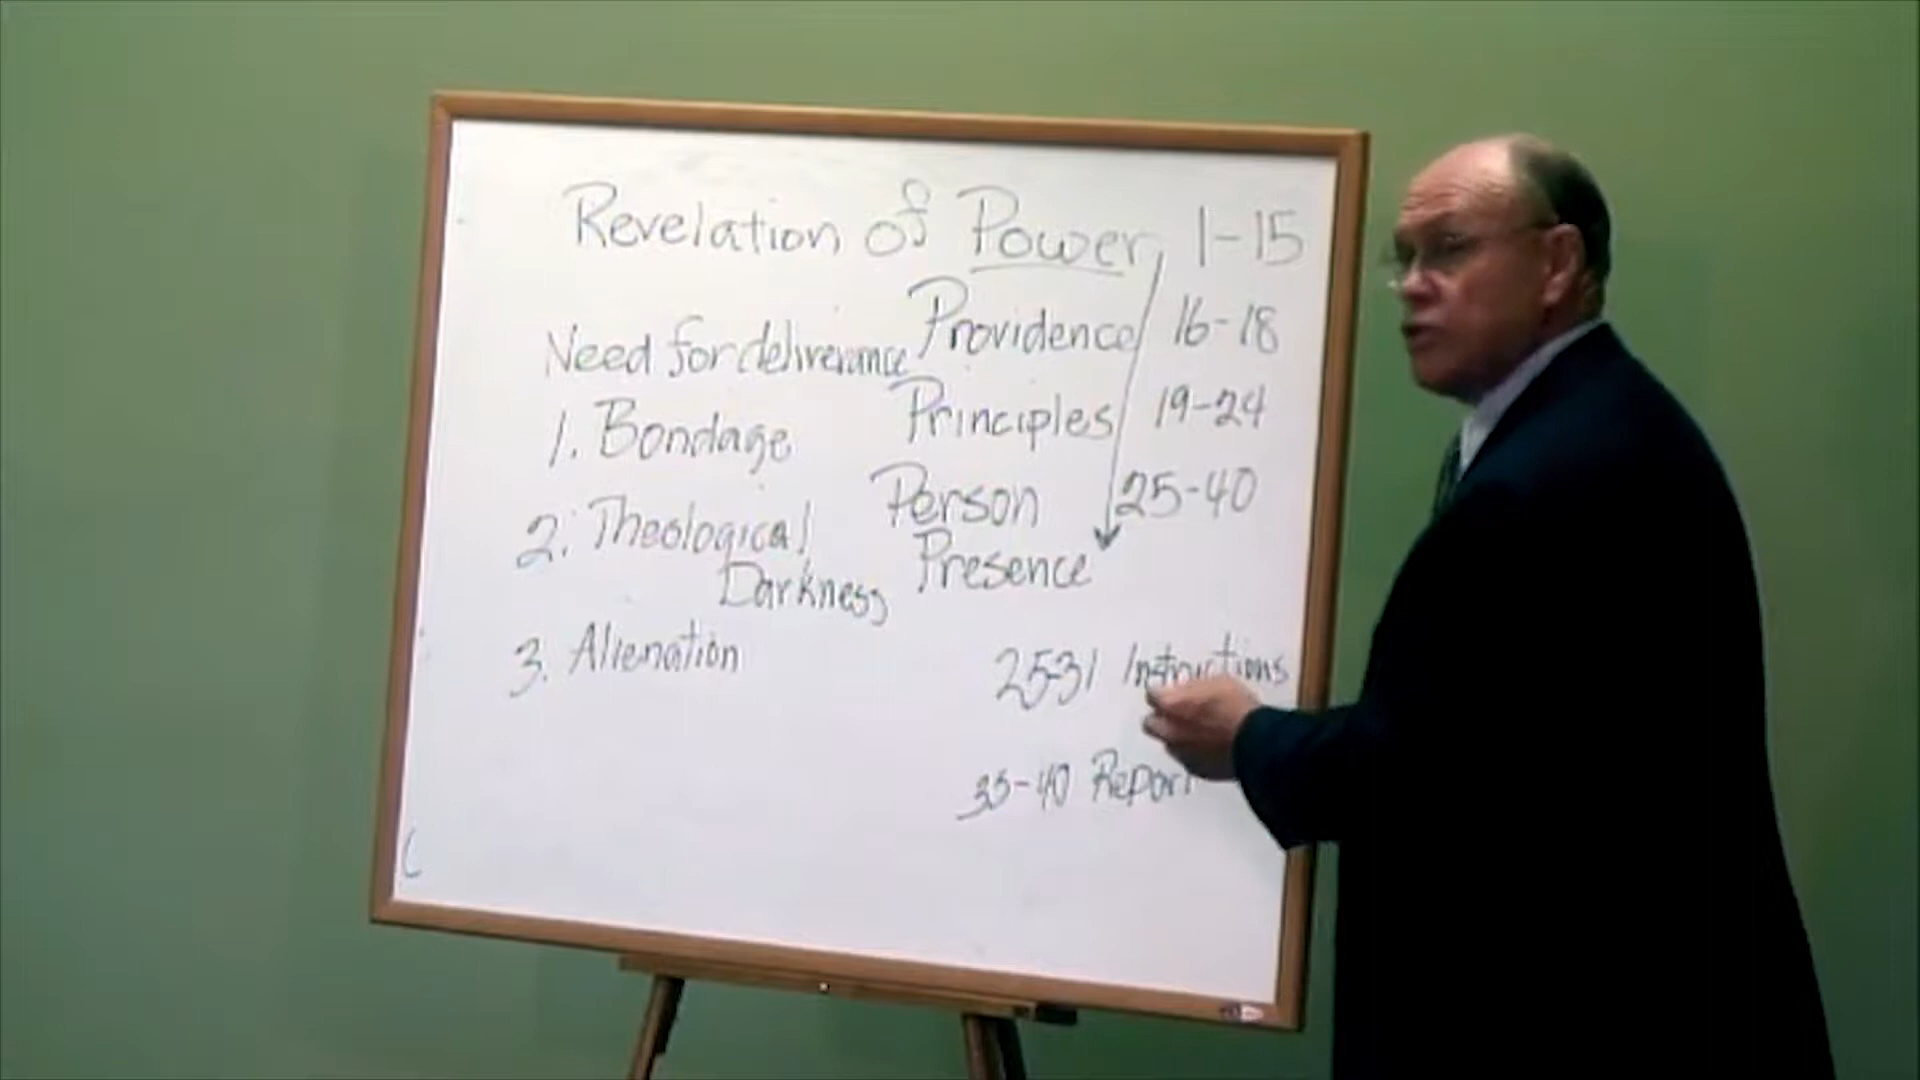 Revelation of Power, 1-15
Providence 16-18
Need for deliverance
Principles 19-24
1. Bondage
Person 25-40
2. Theological
Darkness
Presence
3. Alienation
25-31 Instructions
35-40 Report